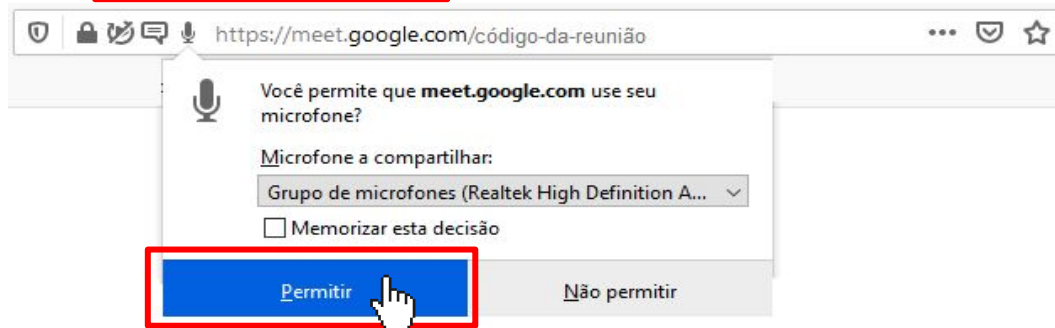 https://meet.google.com/código-da-reunião
Você permite que meet.google.com use seu
microfone?
Microfone a compartilhar:
Grupo de microfones (Realtek High Definition A...
Memorizar esta decisão
Permitir
Não permitir